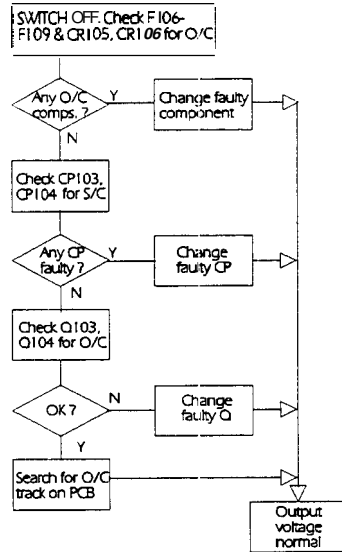 SWITCH OFF. Check F106-
F109 & CR105, CR106 for O/C
Any O/C
comps. ?
Y
Change faulty
component
N
Check CP103,
CP104 for S/C
Any CP
faulty ?
Y
Change
faulty CP
N
Check Q103,
Q104 for O/C
OK ?
N
Change
faulty Q
Y
Search for O/C
track on PCB
Output
voltage
normal